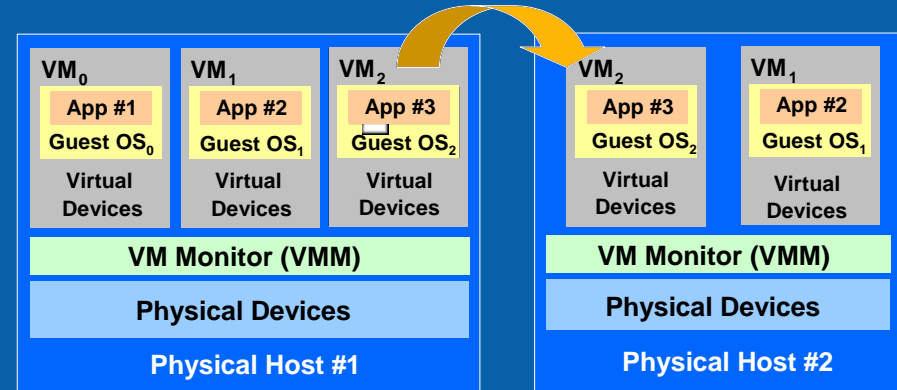 VM0
App #1
Guest OS0
Virtual
Devices
VM1
App #2
Guest OS1
Virtual
Devices
VM2
App #3
Guest OS2
Virtual
Devices
VM Monitor (VMM)
Physical Devices
Physical Host #1
VM2
App #3
Guest OS2
Virtual
Devices
VM1
App #2
Guest OS1
Virtual
Devices
VM Monitor (VMM)
Physical Devices
Physical Host #2